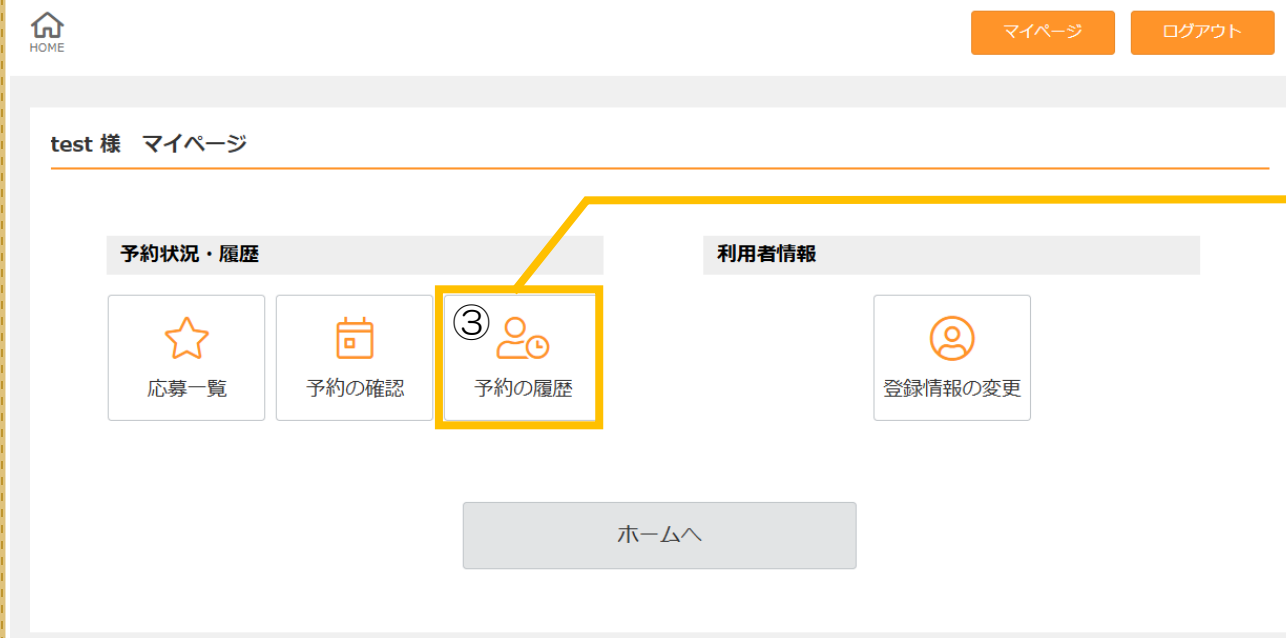 HOME
マイページ
ログアウト
test 様　マイページ
予約状況・履歴
利用者情報
③
応募一覧
予約の確認
予約の履歴
登録情報の変更
ホームへ